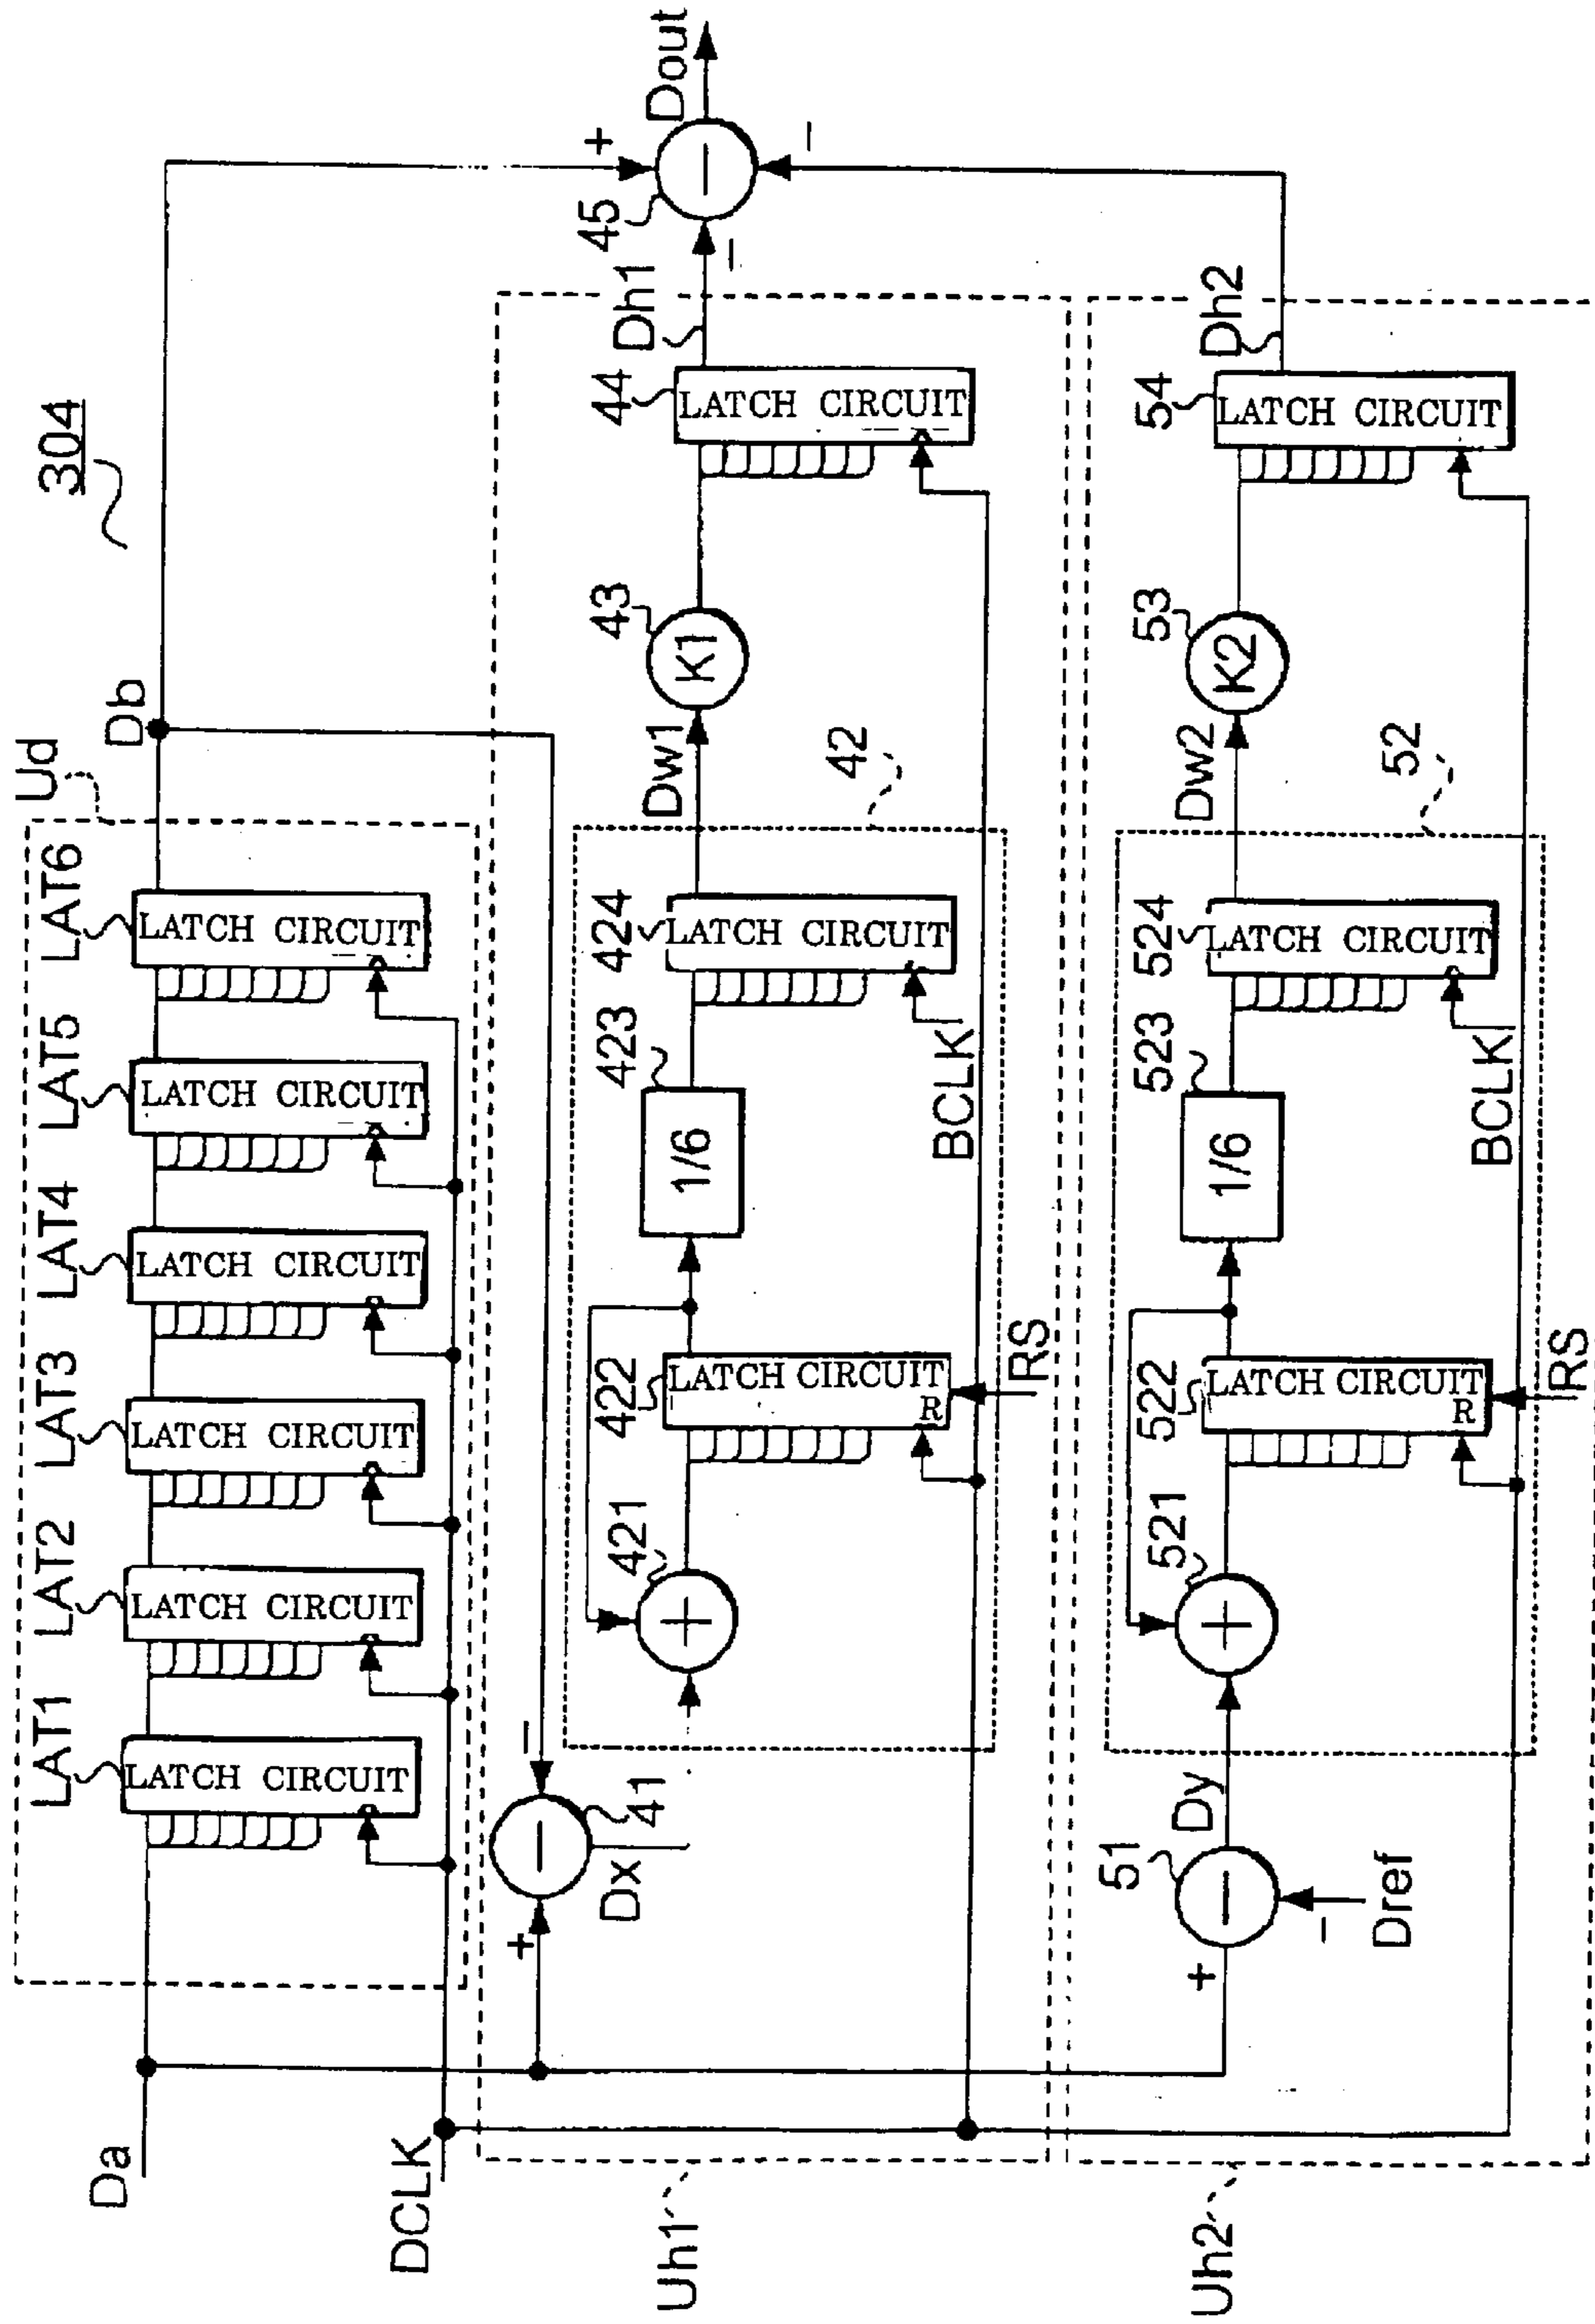 304
Ud
LAT1
LAT2
LAT3
LAT4
LAT5
LAT6
Db
Da
LATCH CIRCUIT
LATCH CIRCUIT
LATCH CIRCUIT
LATCH CIRCUIT
LATCH CIRCUIT
LATCH CIRCUIT
DCLK
+
−
−
41
Dx
42
421
+
422
LATCH CIRCUIT
R
RS
423
1/6
424
LATCH CIRCUIT
BCLK
Dw1
43
K1
44
LATCH CIRCUIT
Dh1
45
+
−
−
−
Dout
Uh1
+
51
−
−
Dref
Dy
52
521
+
522
LATCH CIRCUIT
R
RS
523
1/6
524
LATCH CIRCUIT
BCLK
Dw2
53
K2
54
LATCH CIRCUIT
Dh2
Uh2